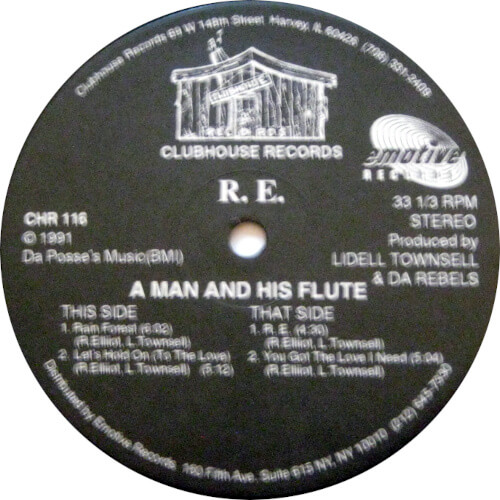 Clubhouse Records 69 W 148th Street Harvey, IL 60426 (708) 331-2409
CLUBHOUSE
RECORDS
CLUBHOUSE RECORDS
emotive
RECORDS
R. E.
CHR 116
© 1991
Da Posse's Music(BMI)
33 1/3 RPM
STEREO
Produced by
LIDELL TOWNSELL
& DA REBELS
A MAN AND HIS FLUTE
THIS SIDE
1. Rain Forest (6:02)
(R.Elliot, L.Townsell)
2. Let's Hold On (To The Love)
(R.Elliot, L.Townsell) (5:12)
THAT SIDE
1. R. E. (4:30)
(R.Elliot, L.Townsell)
2. You Got The Love I Need (5:04)
(R.Elliot, L.Townsell)
Distributed by Emotive Records, 160 Fifth Ave. Suite 615 NY, NY 10010 (212) 645-